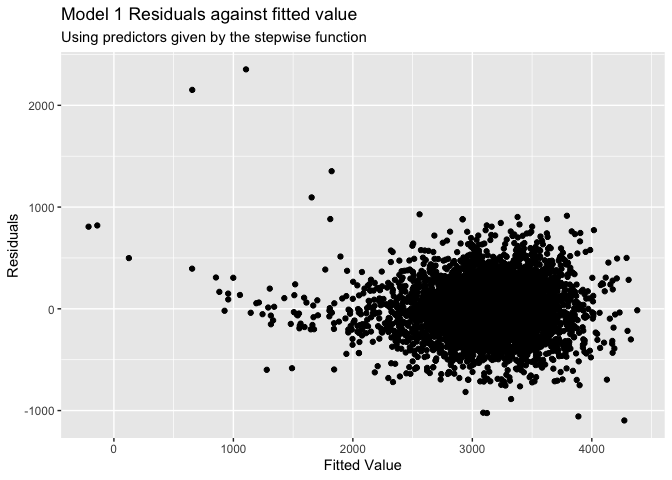 Model 1 Residuals against fitted value
Using predictors given by the stepwise function
2000
1000
0
-1000
Residuals
0 1000 2000 3000 4000
Fitted Value